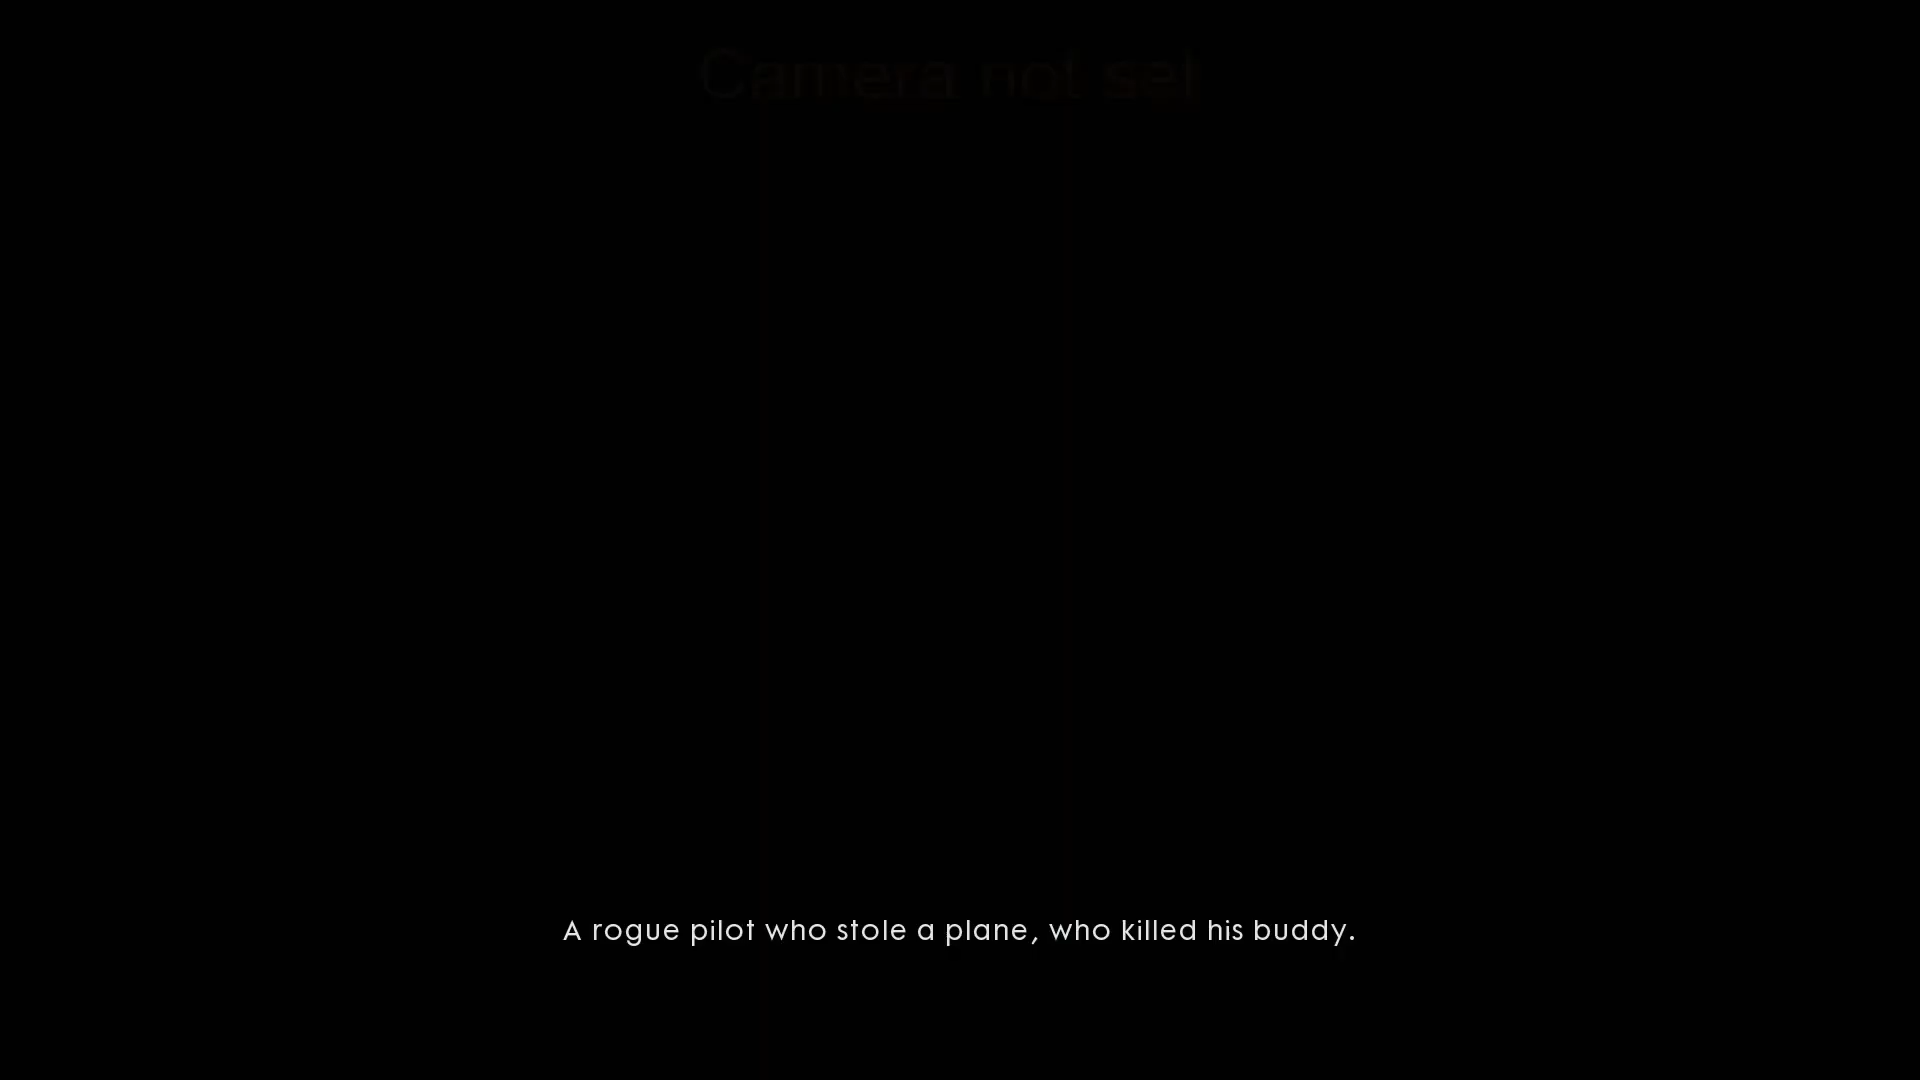 Camera not set
A rogue pilot who stole a plane, who killed his buddy.